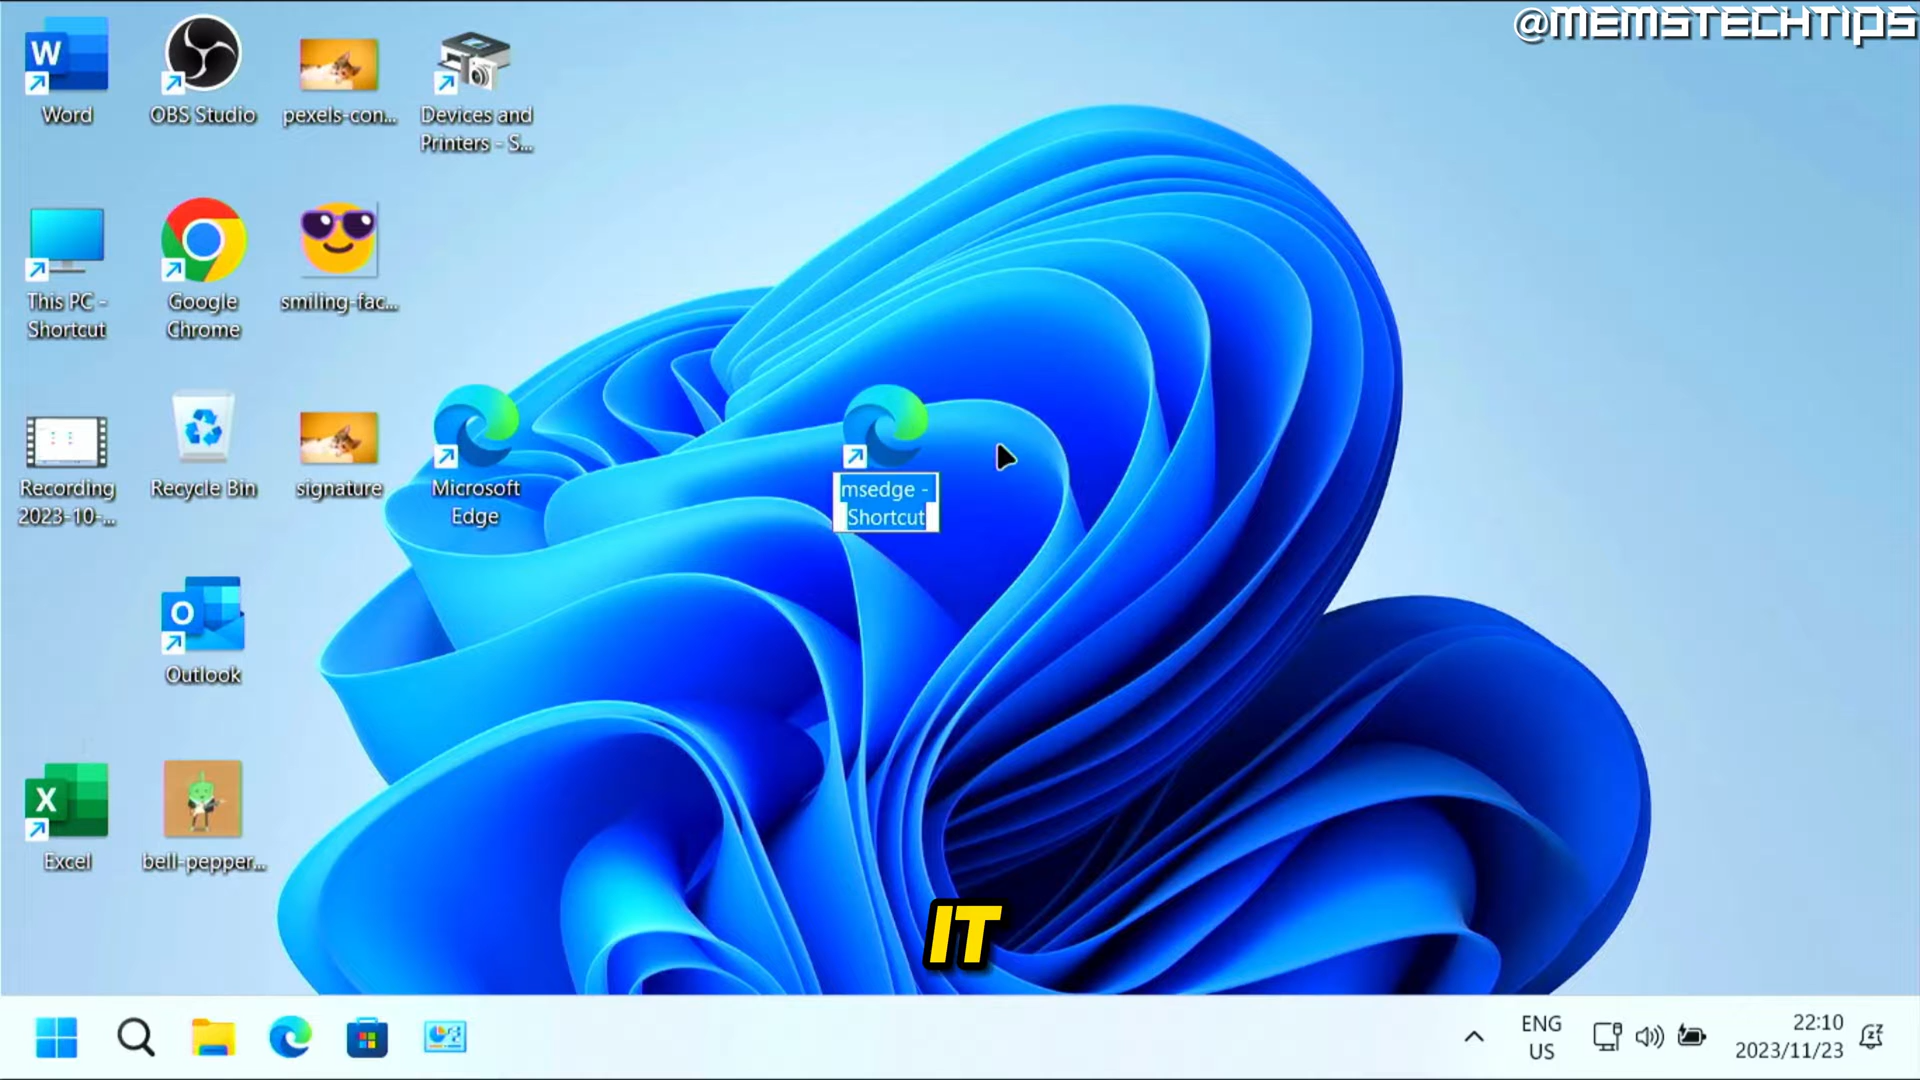 @MEMSTECHTIPS
W
Word
OBS Studio
pexels-con...
Devices and
Printers - S...
This PC -
Shortcut
Google
Chrome
smiling-fac...
Recording
2023-10-...
Recycle Bin
signature
Microsoft
Edge
msedge -
Shortcut
O
Outlook
X
Excel
bell-pepper...
IT
ENG
US
22:10
2023/11/23